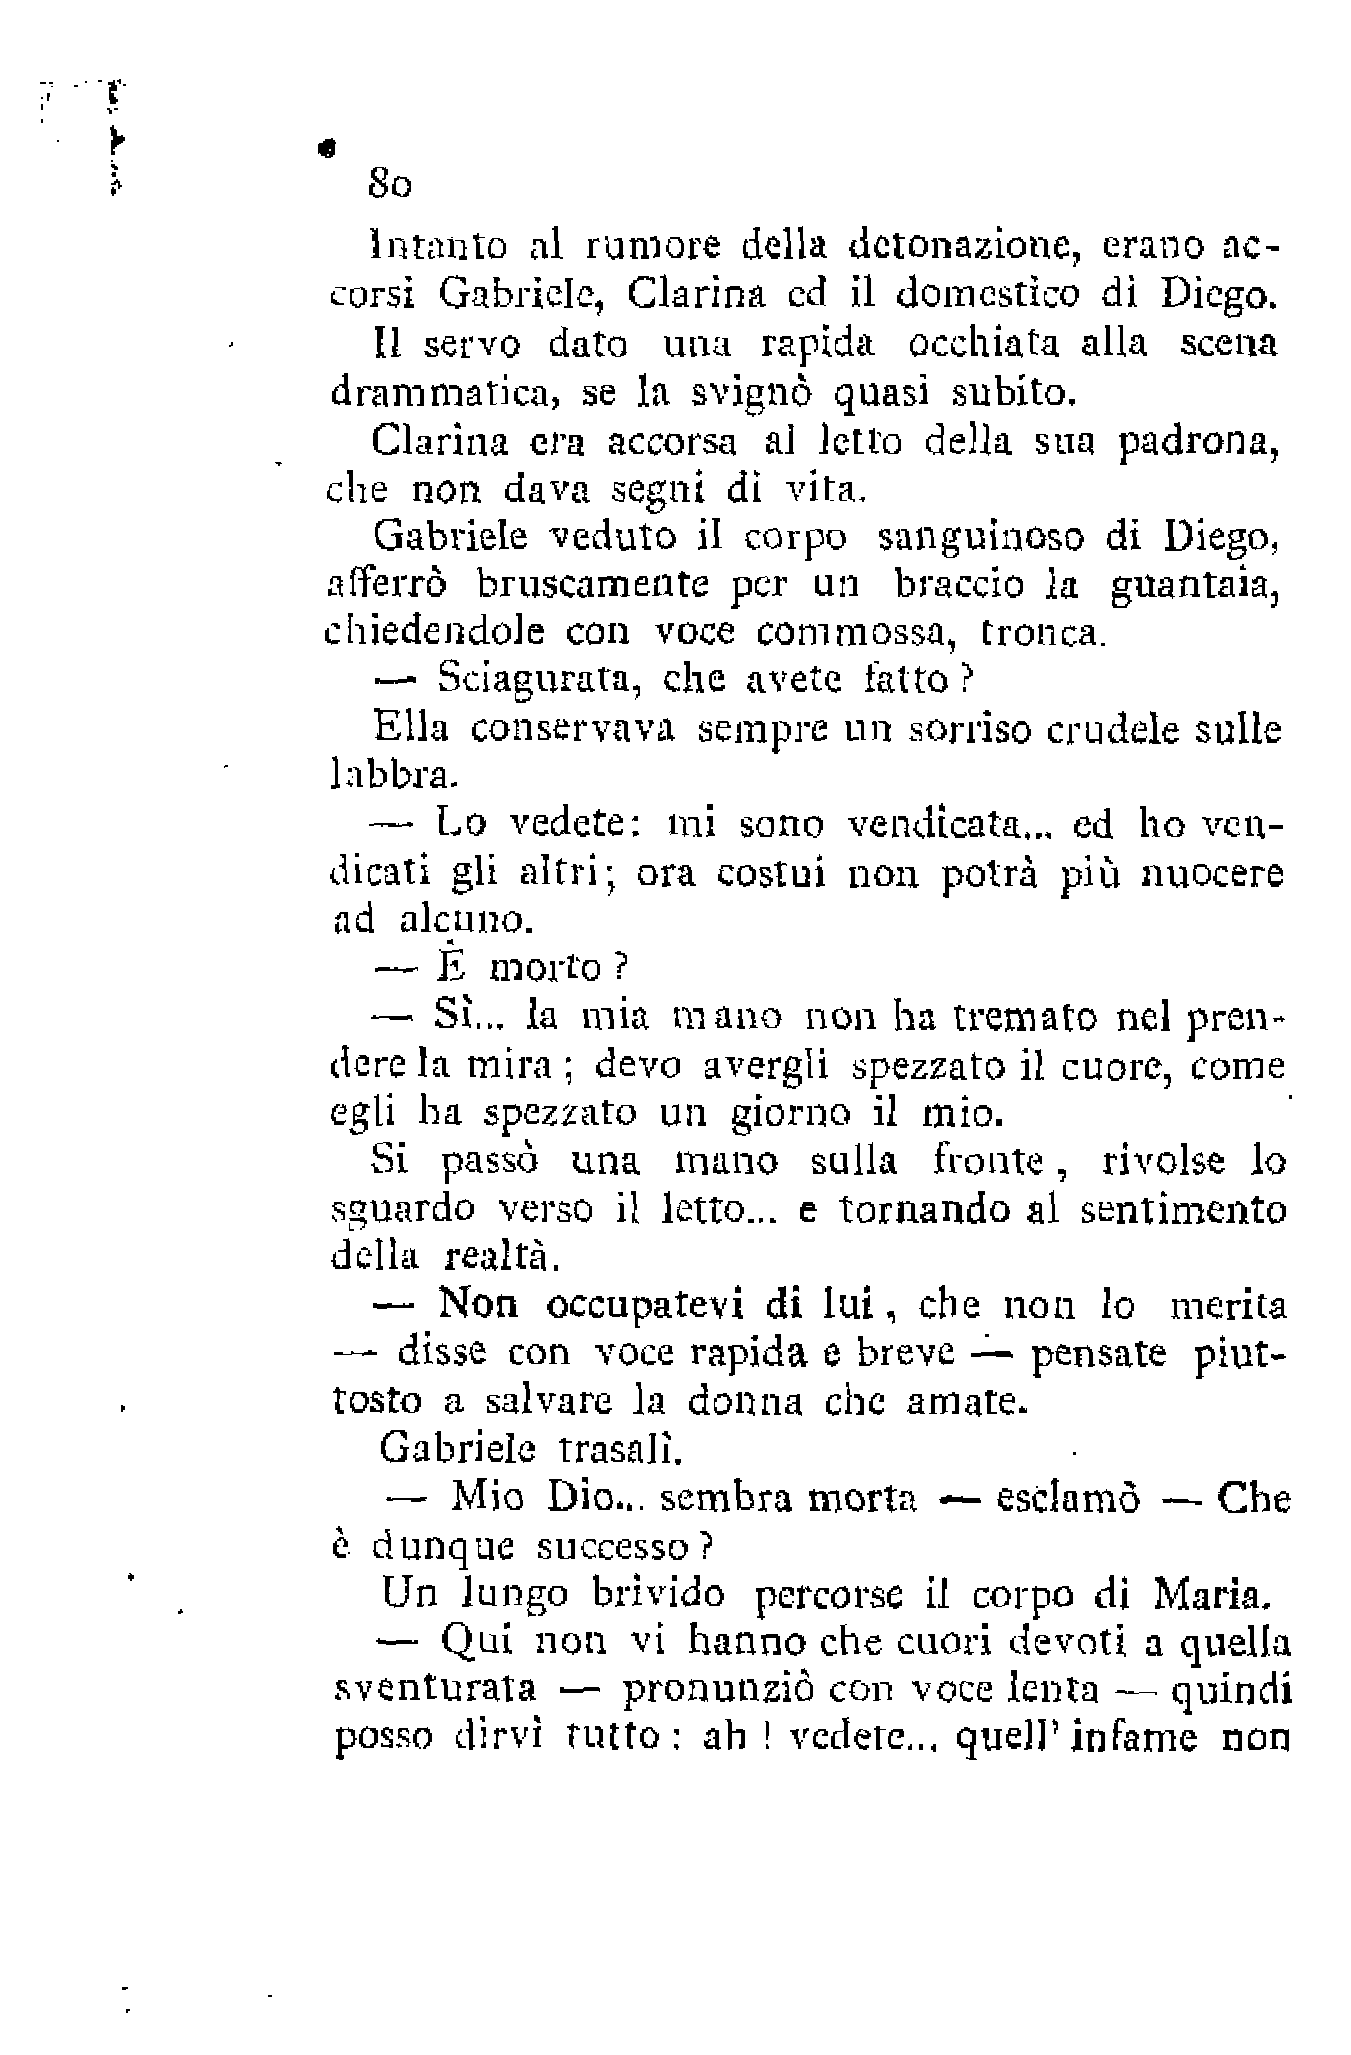 80
Intanto al rumore della detonazione, erano ac-
corsi Gabriele, Clarina ed il domestico di Diego.
Il servo dato una rapida occhiata alla scena
drammatica, se la svignò quasi subito.
Clarina era accorsa al letto della sua padrona,
che non dava segni di vita.
Gabriele veduto il corpo sanguinoso di Diego,
afferrò bruscamente per un braccio la guantaia,
chiedendole con voce commossa, tronca.
— Sciagurata, che avete fatto ?
Ella conservava sempre un sorriso crudele sulle
labbra.
— Lo vedete: mi sono vendicata... ed ho ven-
dicati gli altri; ora costui non potrà più nuocere
ad alcuno.
— È morto ?
— Sì... la mia mano non ha tremato nel pren-
dere la mira ; devo avergli spezzato il cuore, come
egli ha spezzato un giorno il mio.
Si passò una mano sulla fronte , rivolse lo
sguardo verso il letto... e tornando al sentimento
della realtà.
— Non occupatevi di lui , che non lo merita
— disse con voce rapida e breve — pensate piut-
tosto a salvare la donna che amate.
Gabriele trasalì.
— Mio Dio... sembra morta — esclamò — Che
è dunque successo ?
Un lungo brivido percorse il corpo di Maria.
— Qui non vi hanno che cuori devoti a quella
sventurata — pronunziò con voce lenta — quindi
posso dirvi tutto : ah ! vedete... quell' infame non